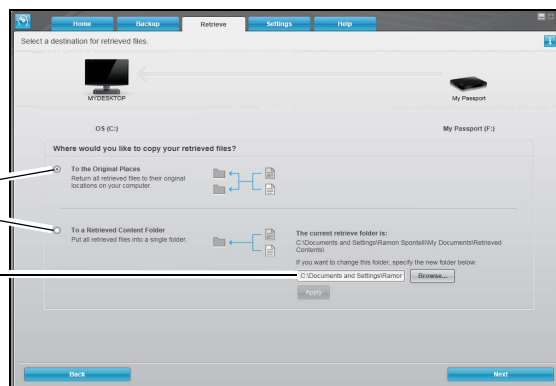 Home Backup Retrieve Settings Help
Select a destination for retrieved files.
MYDESKTOP
My Passport
OS (C:)
My Passport (F:)
Where would you like to copy your retrieved files?
To the Original Places
Return all retrieved files to their original
locations on your computer.
To a Retrieved Content Folder
Put all retrieved files into a single folder.
The current retrieve folder is:
C:\Documents and Settings\Ramon Spontelli\My Documents\Retrieved
Contents\
If you want to change this folder, specify the new folder below:
C:\Documents and Settings\Ramor
Browse...
Apply
Back
Next